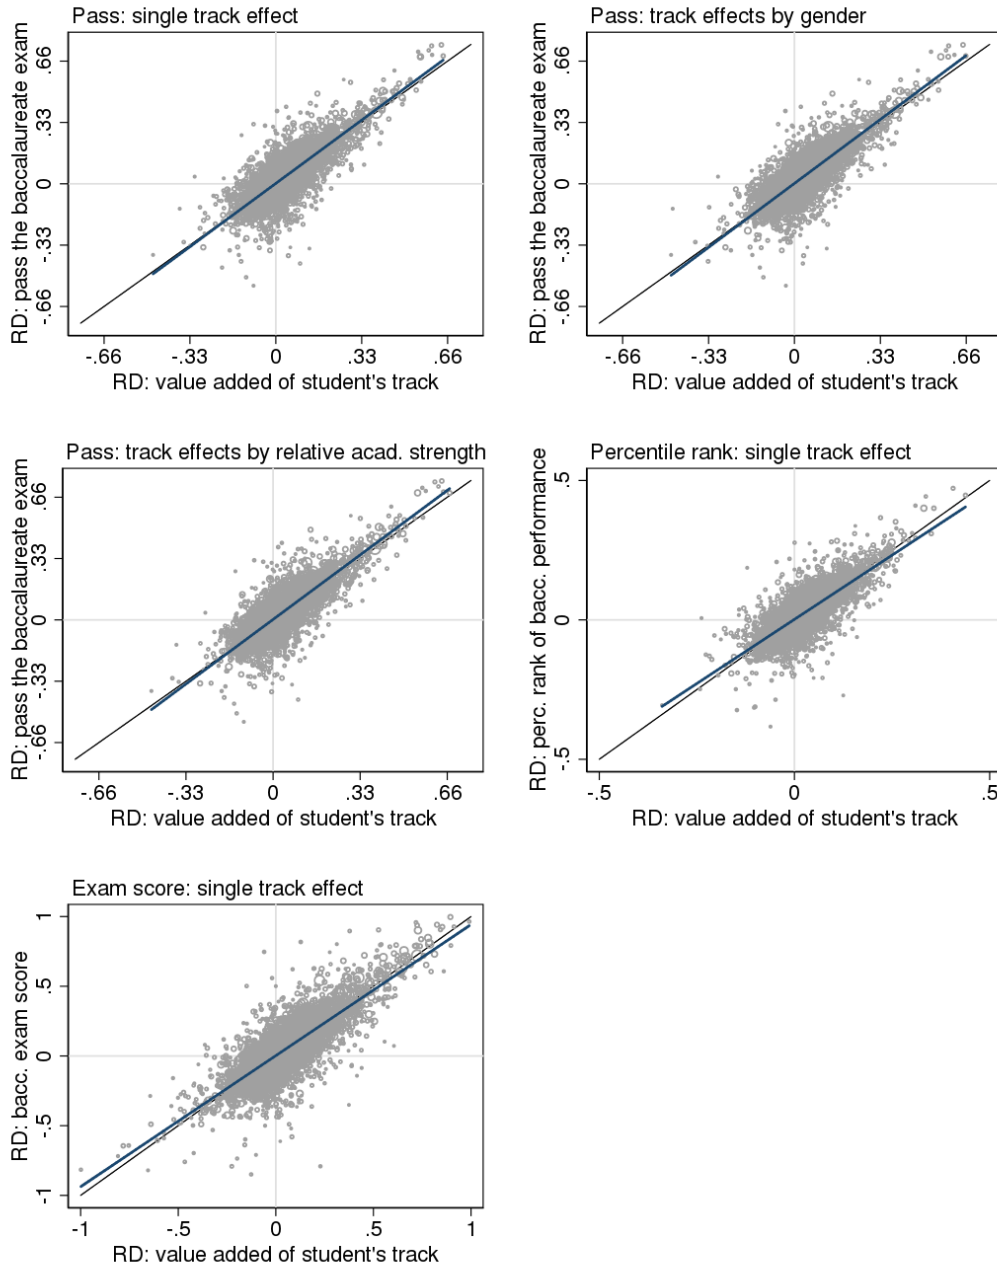 Pass: single track effect
RD: pass the baccalaureate exam
.66
.33
0
-.33
-.66
-.66 -.33 0 .33 .66
RD: value added of student's track
Pass: track effects by gender
RD: pass the baccalaureate exam
.66
.33
0
-.33
-.66
-.66 -.33 0 .33 .66
RD: value added of student's track
Pass: track effects by relative acad. strength
RD: pass the baccalaureate exam
.66
.33
0
-.33
-.66
-.66 -.33 0 .33 .66
RD: value added of student's track
Percentile rank: single track effect
RD: perc. rank of bacc. performance
.5
0
-.5
-.5 0 .5
RD: value added of student's track
Exam score: single track effect
RD: bacc. exam score
1
.5
0
-.5
-1
-1 -.5 0 .5 1
RD: value added of student's track